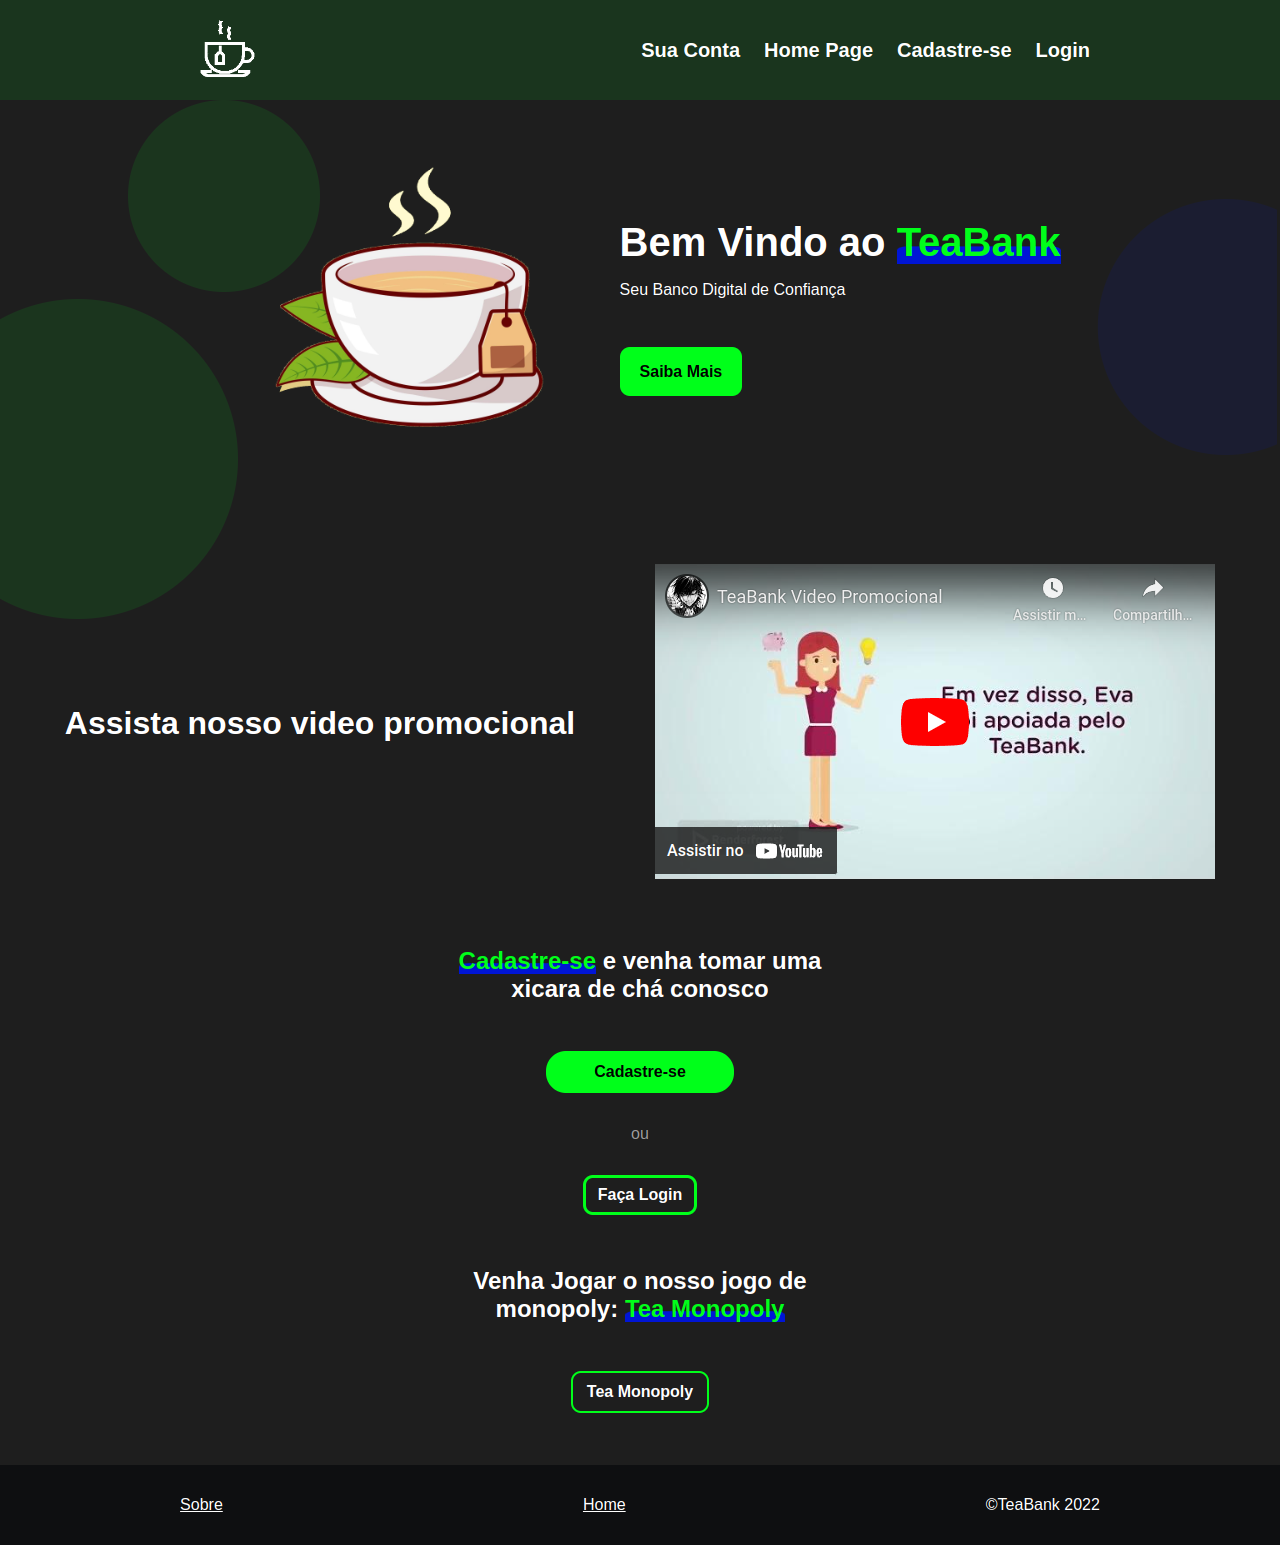 Sua Conta Home Page Cadastre-se Login
Bem Vindo ao TeaBank
Seu Banco Digital de Confiança
Saiba Mais
TeaBank Video Promocional
Assistir m...
Compartilh...
Assista nosso video promocional
Em vez disso, Eva
oi apoiada pelo
TeaBank.
Assistir no YouTube
Cadastre-se e venha tomar uma
xicara de chá conosco
Cadastre-se
ou
Faça Login
Venha Jogar o nosso jogo de
monopoly: Tea Monopoly
Tea Monopoly
Sobre Home ©TeaBank 2022